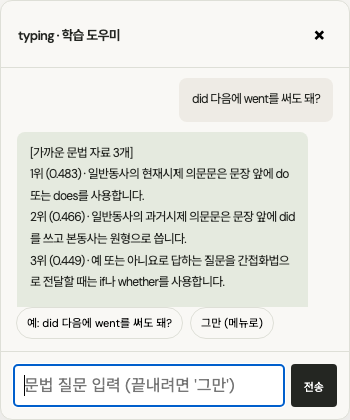 typing · 학습 도우미
×
did 다음에 went를 써도 돼?
[가까운 문법 자료 3개]
1위 (0.483) · 일반동사의 현재시제 의문문은 문장 앞에 do
또는 does를 사용합니다.
2위 (0.466) · 일반동사의 과거시제 의문문은 문장 앞에 did
를 쓰고 본동사는 원형으로 씁니다.
3위 (0.449) · 예 또는 아니요로 답하는 질문을 간접화법으
로 전달할 때는 if나 whether를 사용합니다.
예: did 다음에 went를 써도 돼? 그만 (메뉴로)
문법 질문 입력 (끝내려면 '그만')
전송